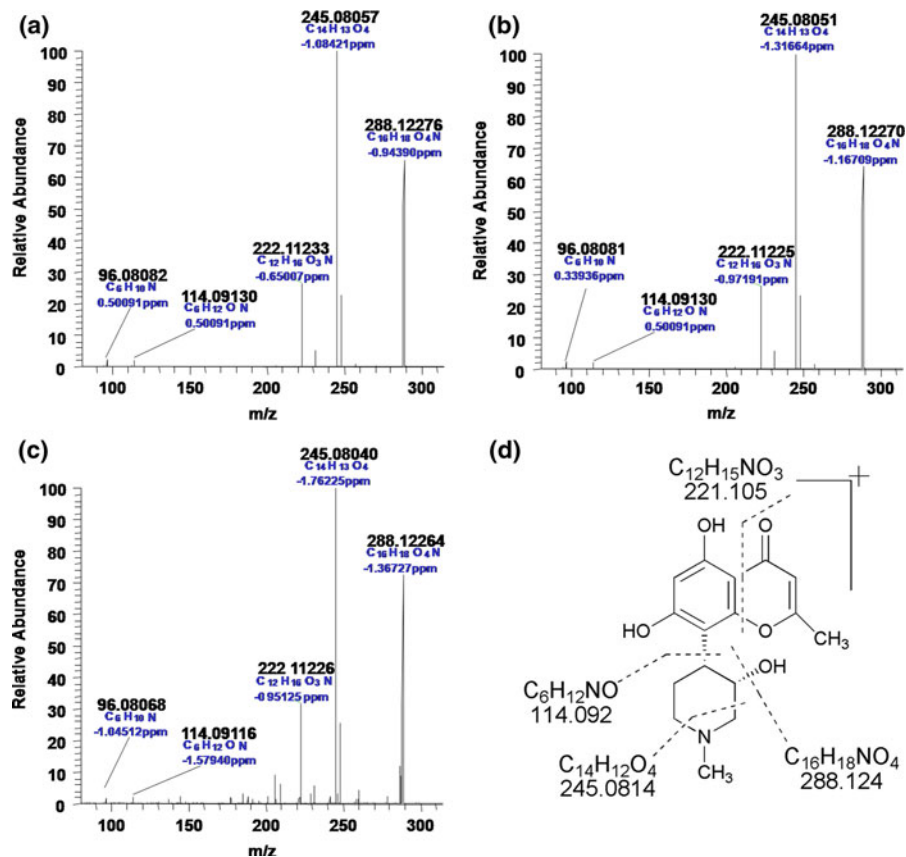 (a)
245.08057
C14H13O4
-1.08421ppm
288.12276
C16H18O4N
-0.94390ppm
222.11233
C12H16O3N
-0.65007ppm
96.08082
C6H10N
0.50091ppm
114.09130
C6H12ON
0.50091ppm
Relative Abundance
100
90
80
70
60
50
40
30
20
10
0
100 150 200 250 300
m/z
(b)
245.08051
C14H13O4
-1.31664ppm
288.12270
C16H18O4N
-1.16709ppm
222.11225
C12H16O3N
-0.97191ppm
96.08081
C6H10N
0.33936ppm
114.09130
C6H12ON
0.50091ppm
Relative Abundance
100
90
80
70
60
50
40
30
20
10
0
100 150 200 250 300
m/z
(c)
245.08040
C14H13O4
-1.76225ppm
288.12264
C16H18O4N
-1.36727ppm
222.11226
C12H16O3N
-0.95125ppm
96.08068
C6H10N
-1.04512ppm
114.09116
C6H12ON
-1.57940ppm
Relative Abundance
100
90
80
70
60
50
40
30
20
10
0
100 150 200 250 300
m/z
(d)
C12H15NO3
221.105
OH
O
HO
O
CH3
OH
C6H12NO
114.092
N
CH3
C14H12O4
245.0814
C16H18NO4
288.124